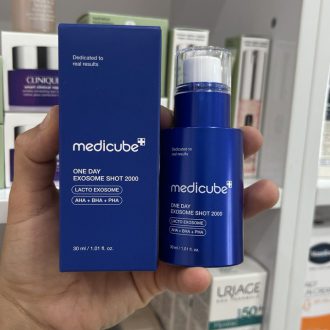 CLINIQUE
Dedicated to
real results
medicube
ONE DAY
EXOSOME SHOT 2000
LACTO EXOSOME
AHA + BHA + PHA
30 ml / 1.01 fl. oz.
Dedicated to
real results
medicube
ONE DAY
EXOSOME SHOT 2000
LACTO EXOSOME
AHA + BHA + PHA
30 ml / 1.01 fl. oz.
URIAGE
50+